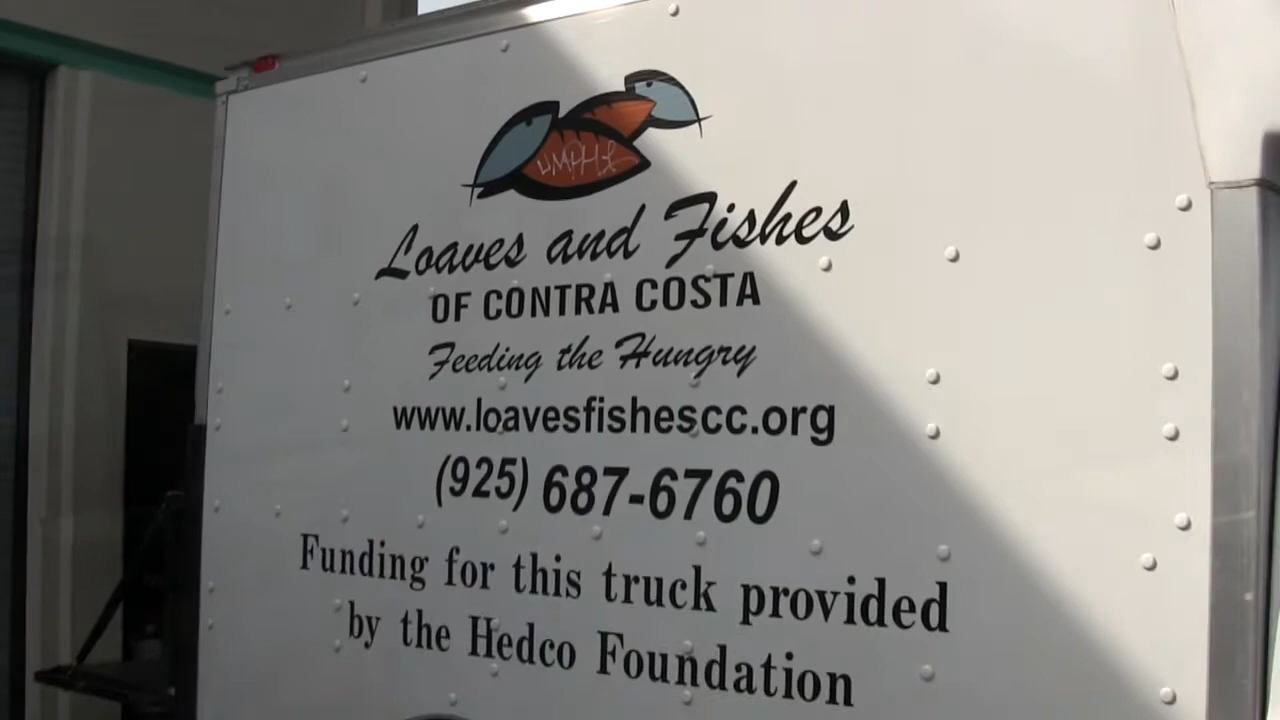 Loaves and Fishes
OF CONTRA COSTA
Feeding the Hungry
www.loavesfishescc.org
(925) 687-6760
Funding for this truck provided
by the Hedco Foundation